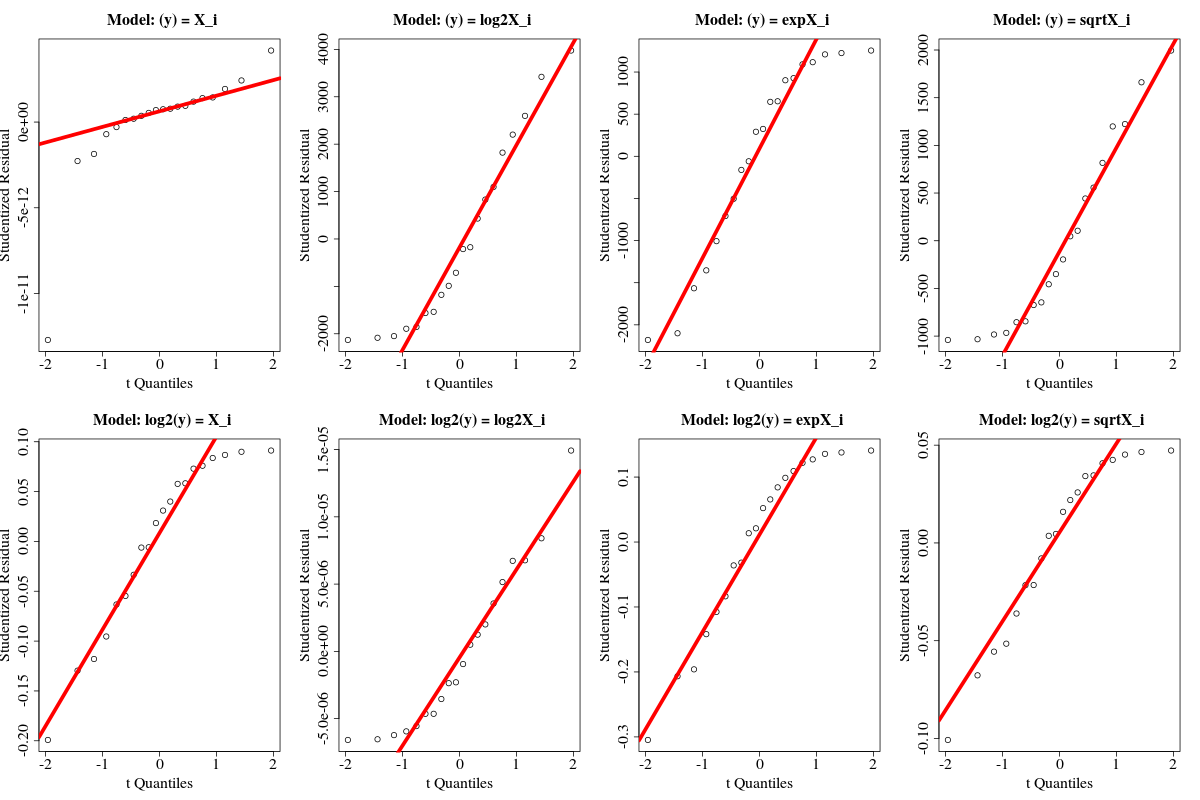 Model: (y) = X_i
Studentized Residual
0e+00
-5e-12
-1e-11
-2 -1 0 1 2
t Quantiles
Model: (y) = log2X_i
Studentized Residual
4000
3000
2000
1000
0
-2000
-2 -1 0 1 2
t Quantiles
Model: (y) = expX_i
Studentized Residual
1000
500
0
-1000
-2000
-2 -1 0 1 2
t Quantiles
Model: (y) = sqrtX_i
Studentized Residual
2000
1500
1000
500
0
-500
-1000
-2 -1 0 1 2
t Quantiles
Model: log2(y) = X_i
Studentized Residual
0.10
0.05
0.00
-0.05
-0.10
-0.15
-0.20
-2 -1 0 1 2
t Quantiles
Model: log2(y) = log2X_i
Studentized Residual
1.5e-05
1.0e-05
5.0e-06
0.0e+00
-5.0e-06
-2 -1 0 1 2
t Quantiles
Model: log2(y) = expX_i
Studentized Residual
0.1
0.0
-0.1
-0.2
-0.3
-2 -1 0 1 2
t Quantiles
Model: log2(y) = sqrtX_i
Studentized Residual
0.05
0.00
-0.05
-0.10
-2 -1 0 1 2
t Quantiles